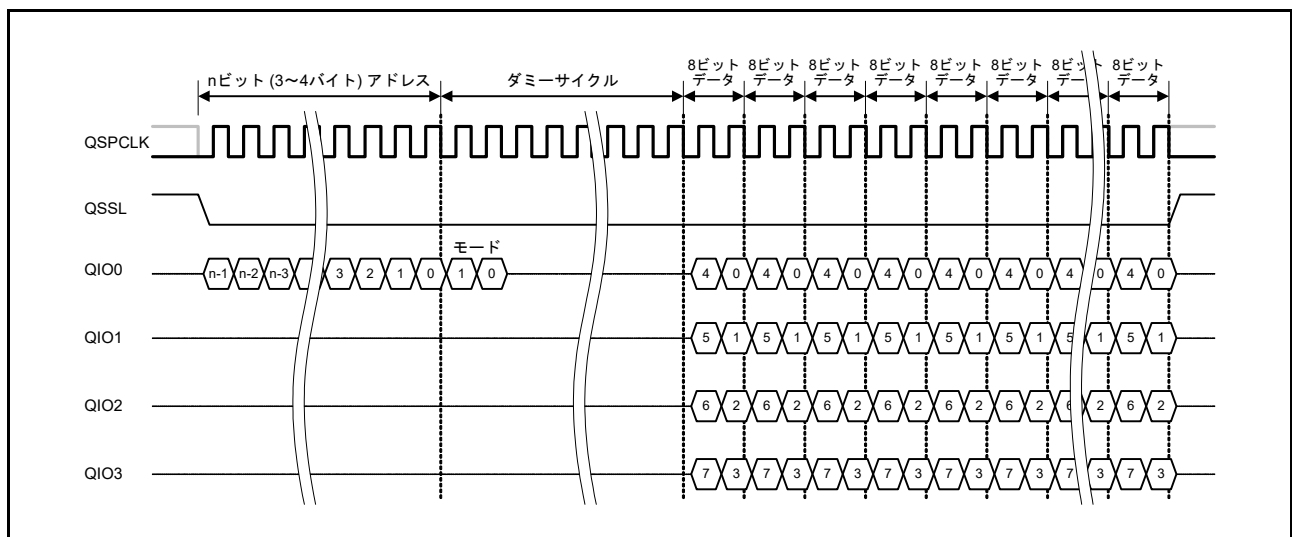 8ビット 8ビット 8ビット 8ビット 8ビット 8ビット 8ビット 8ビット
nビット (3～4バイト) アドレス ダミーサイクル データ データ データ データ データ データ データ データ
QSPCLK
QSSL
モード
QIO0 n-1 n-2 n-3 3 2 1 0 1 0 4 0 4 0 4 0 4 0 4 0 4 0 4 0 4 0
QIO1 5 1 5 1 5 1 5 1 5 1 5 1 5 1 5 1
QIO2 6 2 6 2 6 2 6 2 6 2 6 2 6 2 6 2
QIO3 7 3 7 3 7 3 7 3 7 3 7 3 7 3 7 3